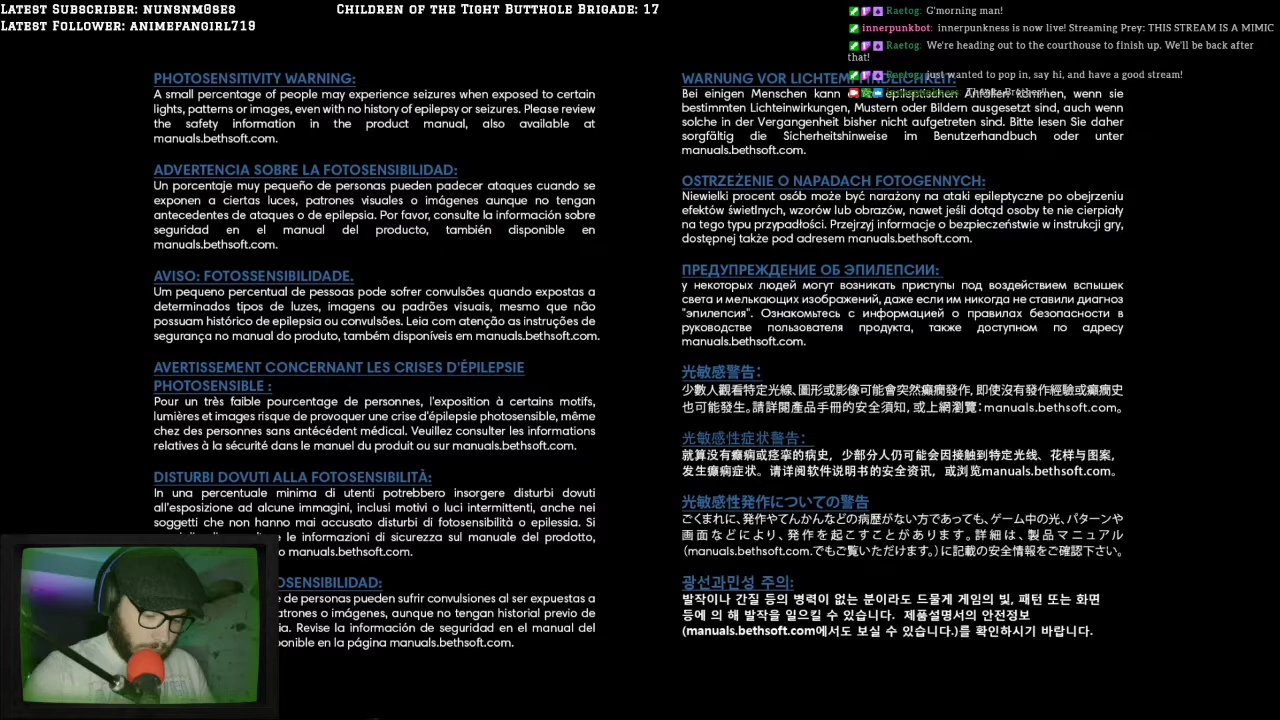 Latest Subscriber: nunsnm0ses
Children of the Tight Butthole Brigade: 17
Latest Follower: animefangirl719
Raetog: G'morning man!
innerpunkbot: innerpunkness is now live! Streaming Prey: THIS STREAM IS A MIMIC
Raetog: We're heading out to the courthouse to finish up. We'll be back after
that!
Raetog: just wanted to pop in, say hi, and have a good stream!
Thanks Brother!!
PHOTOSENSITIVITY WARNING:
A small percentage of people may experience seizures when exposed to certain
lights, patterns or images, even with no history of epilepsy or seizures. Please review
the safety information in the product manual, also available at
manuals.bethsoft.com.
ADVERTENCIA SOBRE LA FOTOSENSIBILIDAD:
Un porcentaje muy pequeño de personas pueden padecer ataques cuando se
exponen a ciertas luces, patrones visuales o imágenes aunque no tengan
antecedentes de ataques o de epilepsia. Por favor, consulte la información sobre
seguridad en el manual del producto, también disponible en
manuals.bethsoft.com.
AVISO: FOTOSSENSIBILIDADE.
Um pequeno percentual de pessoas pode sofrer convulsões quando expostas a
determinados tipos de luzes, imagens ou padrões visuais, mesmo que não
possuam histórico de epilepsia ou convulsões. Leia com atenção as instruções de
segurança no manual do produto, também disponíveis em manuals.bethsoft.com.
AVERTISSEMENT CONCERNANT LES CRISES D'ÉPILEPSIE
PHOTOSENSIBLE :
Pour un très faible pourcentage de personnes, l'exposition à certains motifs,
lumières et images risque de provoquer une crise d'épilepsie photosensible, même
chez des personnes sans antécédent médical. Veuillez consulter les informations
relatives à la sécurité dans le manuel du produit ou sur manuals.bethsoft.com.
DISTURBI DOVUTI ALLA FOTOSENSIBILITÀ:
In una percentuale minima di utenti potrebbero insorgere disturbi dovuti
all'esposizione ad alcune immagini, inclusi motivi o luci intermittenti, anche nei
soggetti che non hanno mai accusato disturbi di fotosensibilità o epilessia. Si
le informazioni di sicurezza sul manuale del prodotto,
o manuals.bethsoft.com.
OSENSIBILIDAD:
de personas pueden sufrir convulsiones al ser expuestas a
atrones o imágenes, aunque no tengan historial previo de
ia. Revise la información de seguridad en el manual del
ponible en la página manuals.bethsoft.com.
WARNUNG VOR LICHTEMPFINDLICHKEIT:
Bei einigen Menschen kann epileptischen Anfällen kommen, wenn sie
bestimmten Lichteinwirkungen, Mustern oder Bildern ausgesetzt sind, auch wenn
solche in der Vergangenheit bisher nicht aufgetreten sind. Bitte lesen Sie daher
sorgfältig die Sicherheitshinweise im Benutzerhandbuch oder unter
manuals.bethsoft.com.
OSTRZEŻENIE O NAPADACH FOTOGENNYCH:
Niewielki procent osób może być narażony na ataki epileptyczne po obejrzeniu
efektów świetlnych, wzorów lub obrazów, nawet jeśli dotąd osoby te nie cierpiały
na tego typu przypadłości. Przejrzyj informacje o bezpieczeństwie w instrukcji gry,
dostępnej także pod adresem manuals.bethsoft.com.
ПРЕДУПРЕЖДЕНИЕ ОБ ЭПИЛЕПСИИ:
у некоторых людей могут возникать приступы под воздействием вспышек
света и мелькающих изображений, даже если им никогда не ставили диагноз
"эпилепсия". Ознакомьтесь с информацией о правилах безопасности в
руководстве пользователя продукта, также доступном по адресу
manuals.bethsoft.com.
光敏感警告：
少數人觀看特定光線、圖形或影像可能會突然癲癇發作，即使沒有發作經驗或癲癇史
也可能發生。請詳閱產品手冊的安全須知，或上網瀏覽：manuals.bethsoft.com。
光敏感性症状警告：
就算没有癫痫或痉挛的病史，少部分人仍可能会因接触到特定光线、花样与图案，
发生癫痫症状。请详阅软件说明书的安全资讯，或浏览manuals.bethsoft.com。
光敏感性発作についての警告
ごくまれに、発作やてんかんなどの病歴がない方であっても、ゲーム中の光、パターンや
画面などにより、発作を起こすことがあります。詳細は、製品マニュアル
（manuals.bethsoft.comでもご覧いただけます。）に記載の安全情報をご確認下さい。
광선과민성 주의:
발작이나 간질 등의 병력이 없는 분이라도 드물게 게임의 빛, 패턴 또는 화면
등에 의 해 발작을 일으킬 수 있습니다. 제품설명서의 안전정보
(manuals.bethsoft.com에서도 보실 수 있습니다.)를 확인하시기 바랍니다.